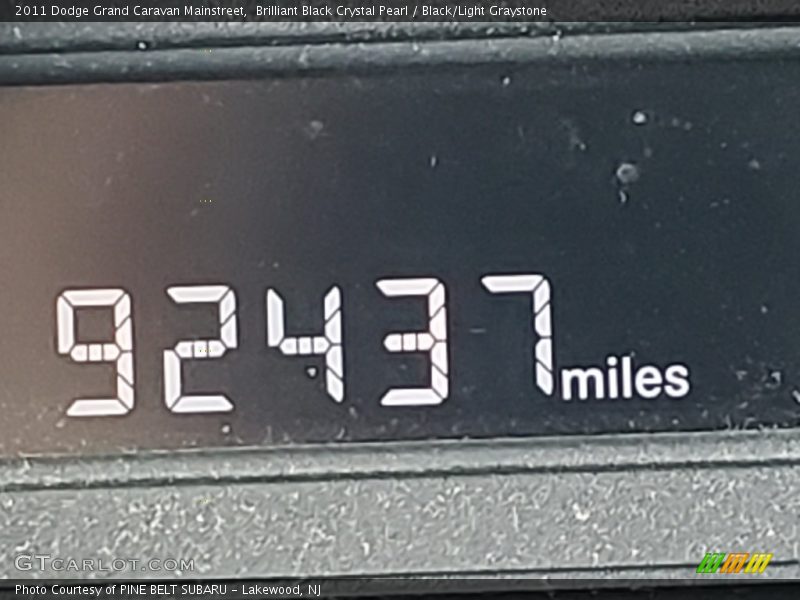 2011 Dodge Grand Caravan Mainstreet, Brilliant Black Crystal Pearl / Black/Light Graystone
92437 miles
GTcarlot.com
Photo Courtesy of PINE BELT SUBARU - Lakewood, NJ